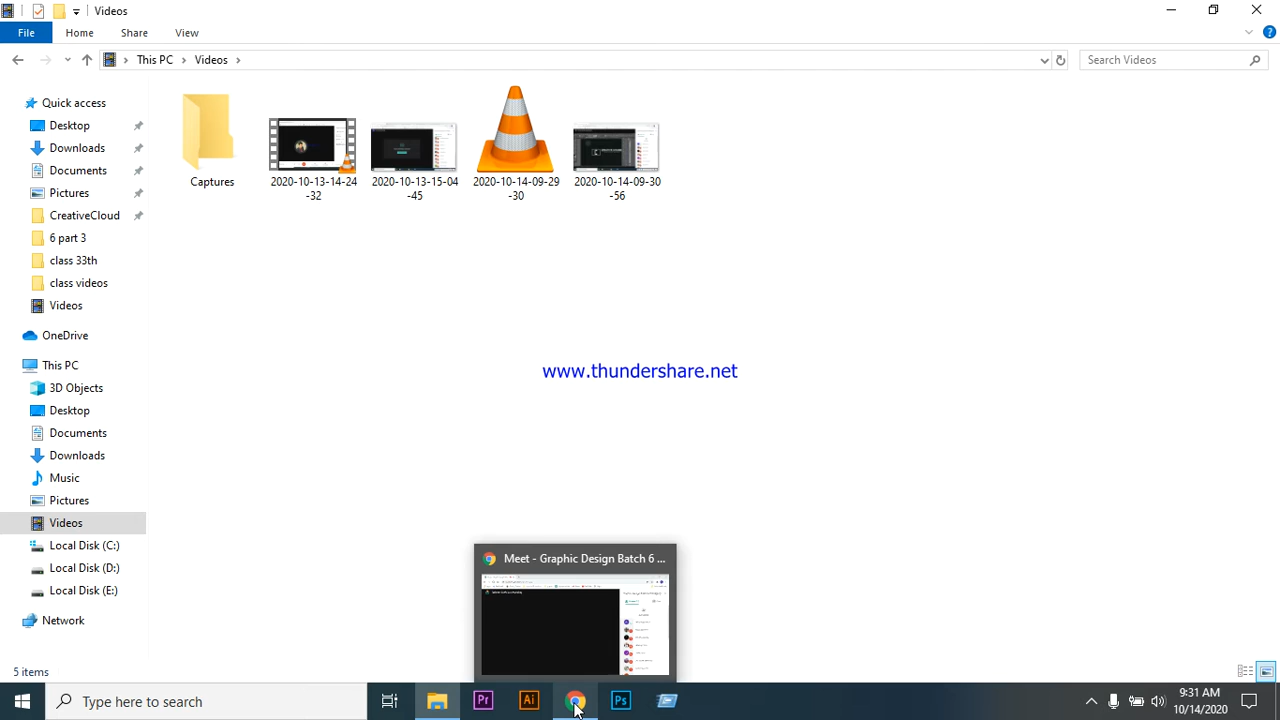 Videos
File Home Share View
This PC Videos
Search Videos
Quick access
Desktop
Downloads
Documents
Pictures
CreativeCloud
6 part 3
class 33th
class videos
Videos
OneDrive
This PC
3D Objects
Desktop
Documents
Downloads
Music
Pictures
Videos
Local Disk (C:)
Local Disk (D:)
Local Disk (E:)
Network
Captures
2020-10-13-14-24
-32
2020-10-13-15-04
-45
2020-10-14-09-29
-30
2020-10-14-09-30
-56
www.thundershare.net
Meet - Graphic Design Batch 6 ...
5 items
Type here to search
Pr
Ai
Ps
9:31 AM
10/14/2020